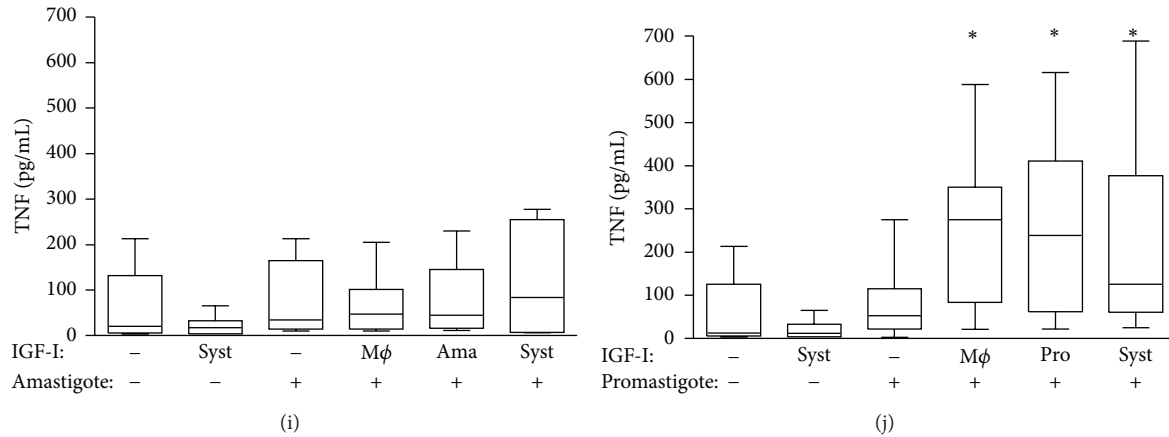 700
600
500
400
300
200
100
0
TNF (pg/mL)
IGF-I: − Syst − Mϕ Ama Syst
Amastigote: − − + + + +
(i)
700
600
500
400
300
200
100
0
TNF (pg/mL)
* * *
IGF-I: − Syst − Mϕ Pro Syst
Promastigote: − − + + + +
(j)